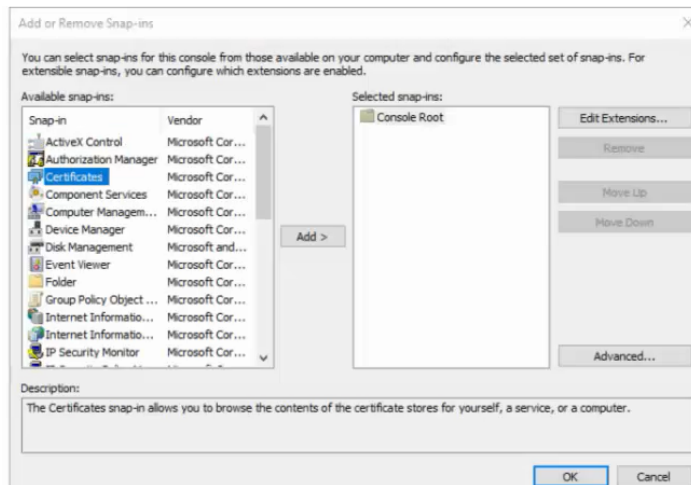 Add or Remove Snap-ins
You can select snap-ins for this console from those available on your computer and configure the selected set of snap-ins. For
extensible snap-ins, you can configure which extensions are enabled.
Available snap-ins:
Selected snap-ins:
Snap-in Vendor
ActiveX Control Microsoft Cor...
Authorization Manager Microsoft Cor...
Certificates Microsoft Cor...
Component Services Microsoft Cor...
Computer Managem... Microsoft Cor...
Device Manager Microsoft Cor...
Disk Management Microsoft and...
Event Viewer Microsoft Cor...
Folder Microsoft Cor...
Group Policy Object ... Microsoft Cor...
Internet Informatio... Microsoft Cor...
Internet Informatio... Microsoft Cor...
IP Security Monitor Microsoft Cor...
Add >
Console Root
Edit Extensions...
Remove
Move Up
Move Down
Advanced...
Description:
The Certificates snap-in allows you to browse the contents of the certificate stores for yourself, a service, or a computer.
OK Cancel